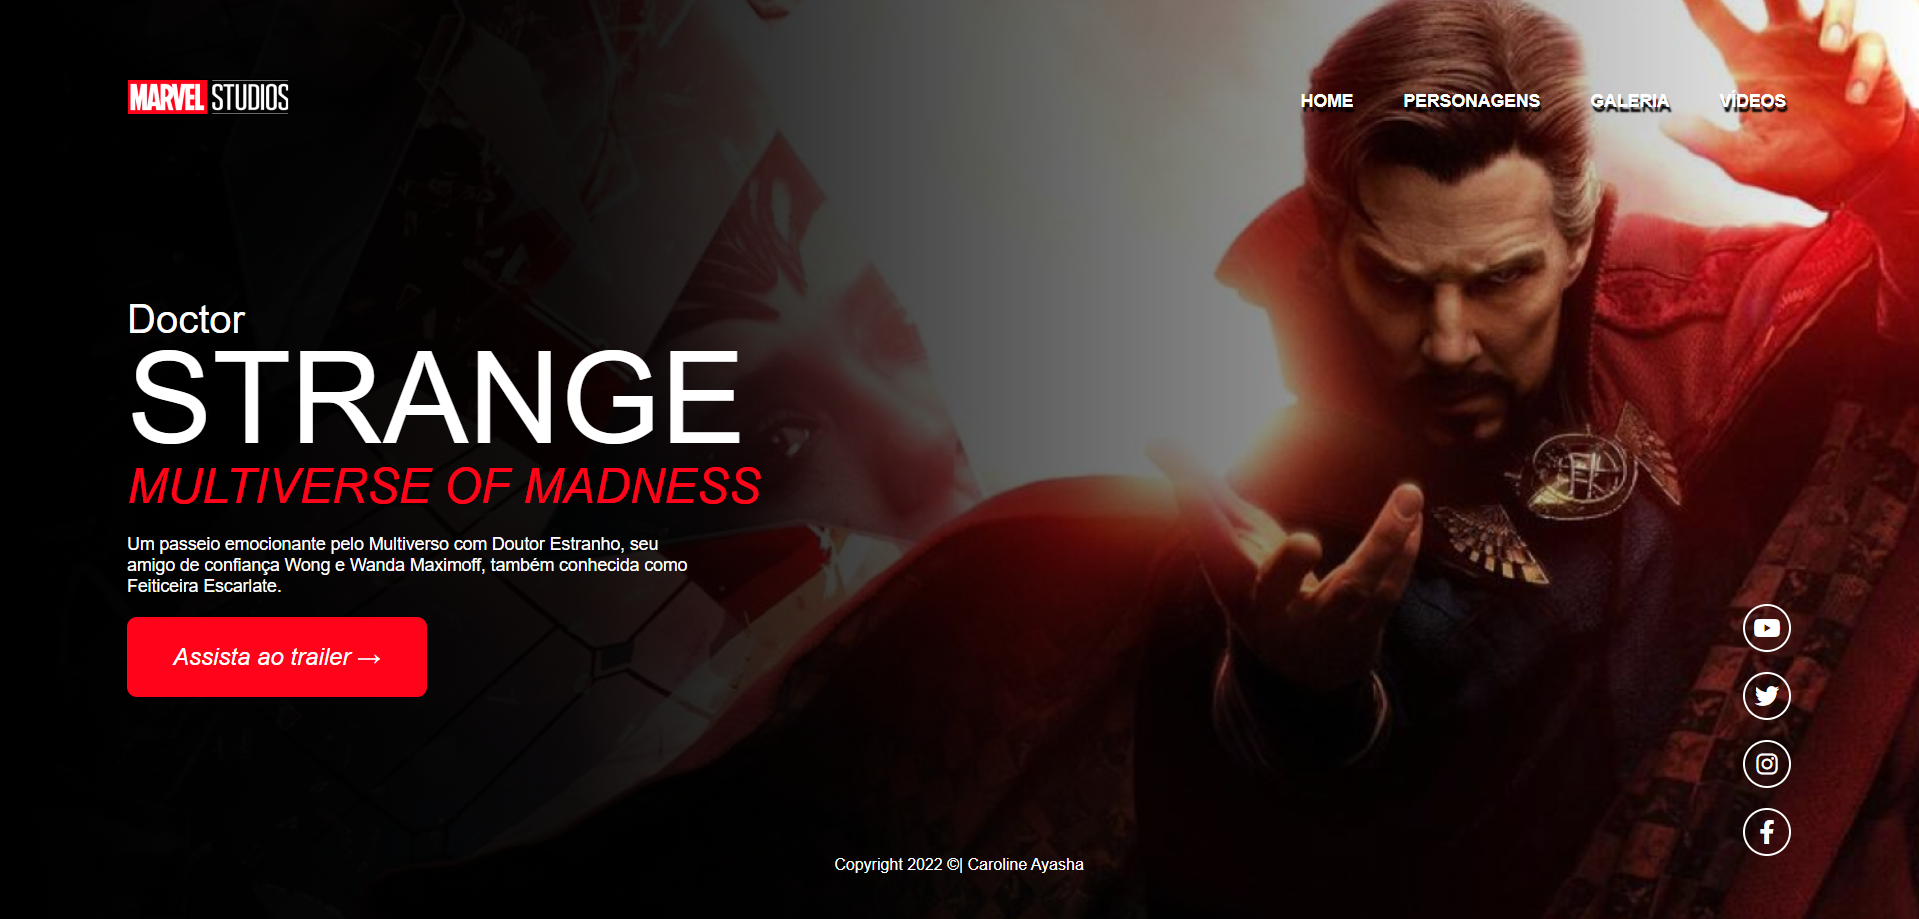 MARVEL STUDIOS
HOME PERSONAGENS GALERIA VÍDEOS
Doctor
STRANGE
MULTIVERSE OF MADNESS
Um passeio emocionante pelo Multiverso com Doutor Estranho, seu
amigo de confiança Wong e Wanda Maximoff, também conhecida como
Feiticeira Escarlate.
Assista ao trailer →
Copyright 2022 ©| Caroline Ayasha